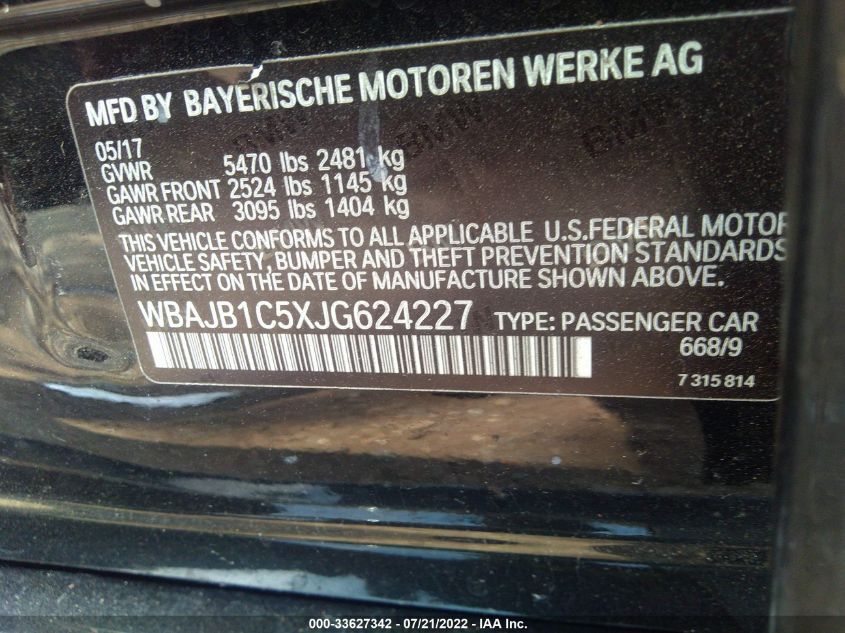 MFD BY BAYERISCHE MOTOREN WERKE AG
05/17
GVWR 5470 lbs 2481 kg
GAWR FRONT 2524 lbs 1145 kg
GAWR REAR 3095 lbs 1404 kg
THIS VEHICLE CONFORMS TO ALL APPLICABLE U.S.FEDERAL MOTOR
VEHICLE SAFETY, BUMPER AND THEFT PREVENTION STANDARDS
IN EFFECT ON THE DATE OF MANUFACTURE SHOWN ABOVE.
WBAJB1C5XJG624227 TYPE: PASSENGER CAR
668/9
7 315 814
000-33627342 - 07/21/2022 - IAA Inc.